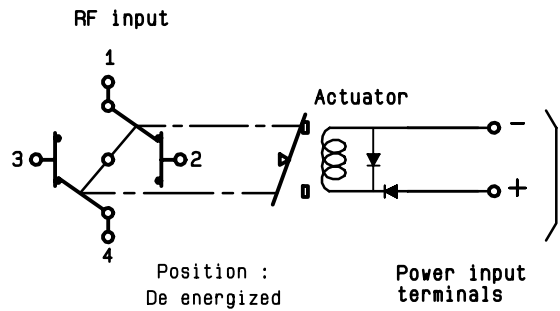 RF input
1
Actuator
-
3
2
+
4
Position :
De energized
Power input
terminals